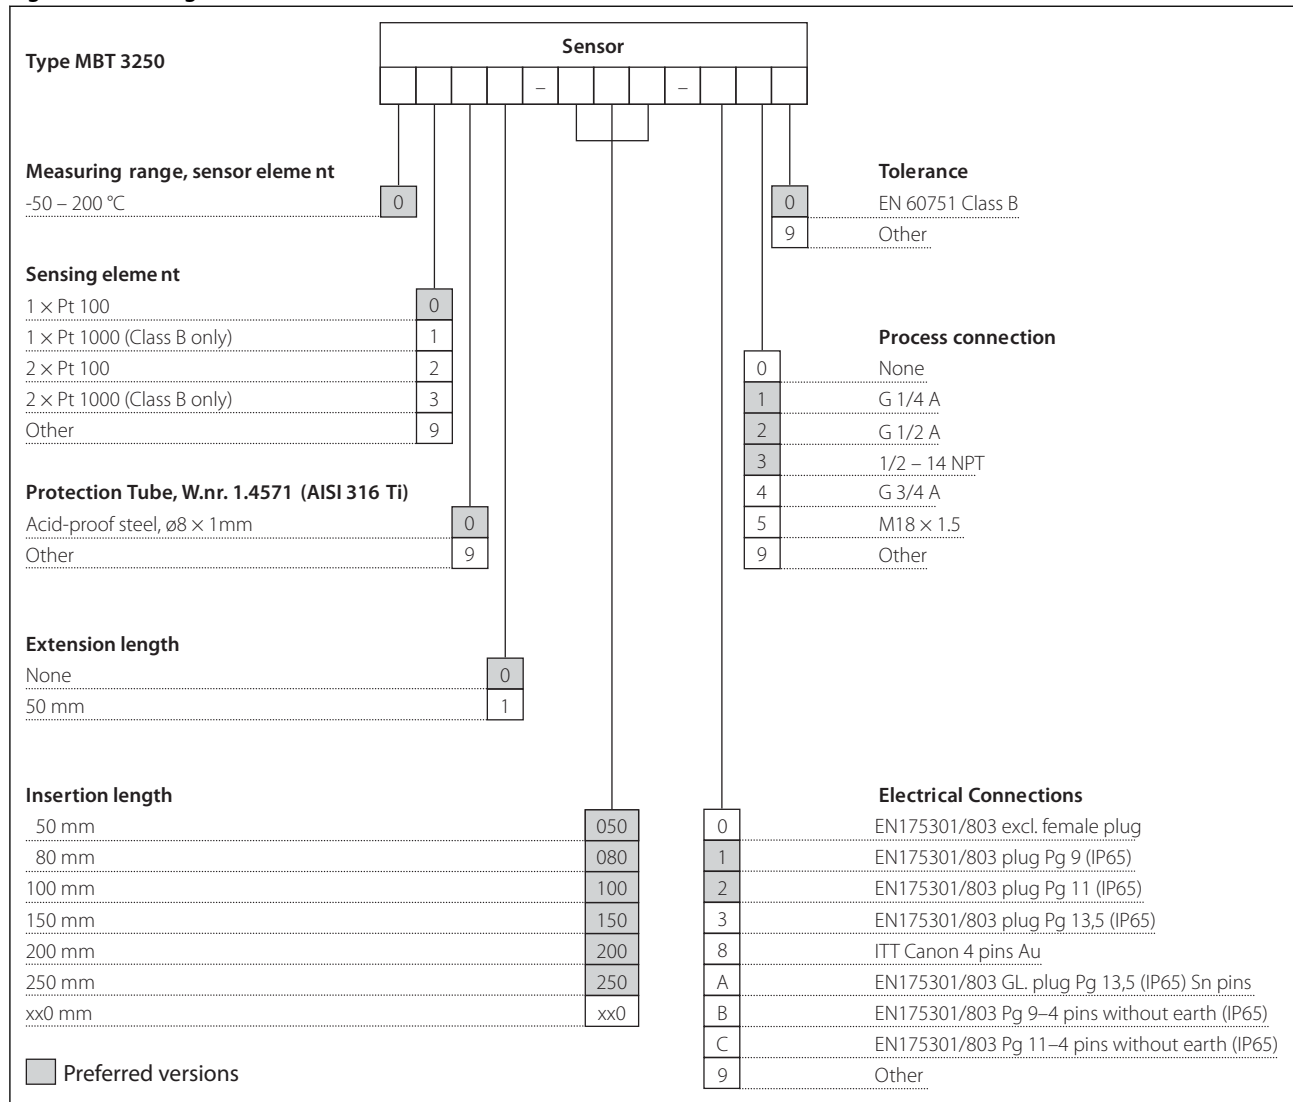 Type MBT 3250
Sensor
–
–
Measuring range, sensor eleme nt
-50 – 200 °C 0
Sensing eleme nt
1 × Pt 100 0
1 × Pt 1000 (Class B only) 1
2 × Pt 100 2
2 × Pt 1000 (Class B only) 3
Other 9
Protection Tube, W.nr. 1.4571 (AISI 316 Ti)
Acid-proof steel, ø8 × 1mm 0
Other 9
Extension length
None 0
50 mm 1
Insertion length
50 mm 050
80 mm 080
100 mm 100
150 mm 150
200 mm 200
250 mm 250
xx0 mm xx0
Preferred versions
Tolerance
0 EN 60751 Class B
9 Other
Process connection
0 None
1 G 1/4 A
2 G 1/2 A
3 1/2 – 14 NPT
4 G 3/4 A
5 M18 × 1.5
9 Other
Electrical Connections
0 EN175301/803 excl. female plug
1 EN175301/803 plug Pg 9 (IP65)
2 EN175301/803 plug Pg 11 (IP65)
3 EN175301/803 plug Pg 13,5 (IP65)
8 ITT Canon 4 pins Au
A EN175301/803 GL. plug Pg 13,5 (IP65) Sn pins
B EN175301/803 Pg 9–4 pins without earth (IP65)
C EN175301/803 Pg 11–4 pins without earth (IP65)
9 Other